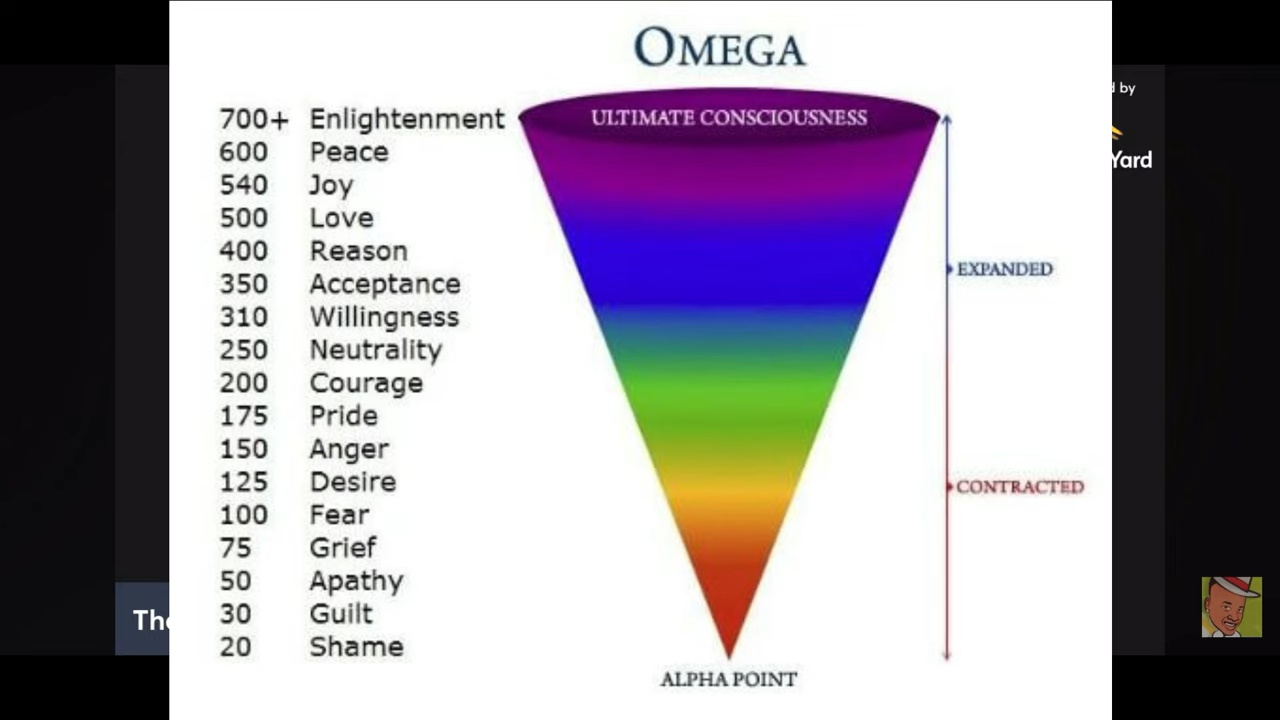 OMEGA
ULTIMATE CONSCIOUSNESS
700+ Enlightenment
600 Peace
540 Joy
500 Love
400 Reason
350 Acceptance
310 Willingness
250 Neutrality
200 Courage
175 Pride
150 Anger
125 Desire
100 Fear
75 Grief
50 Apathy
30 Guilt
20 Shame
EXPANDED
CONTRACTED
ALPHA POINT
d by
Yard
The